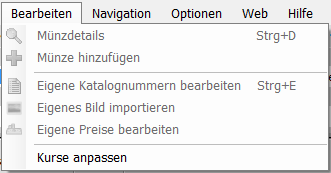 Bearbeiten Navigation Optionen Web Hilfe
Münzdetails Strg+D
Münze hinzufügen
Eigene Katalognummern bearbeiten Strg+E
Eigenes Bild importieren
Eigene Preise bearbeiten
Kurse anpassen